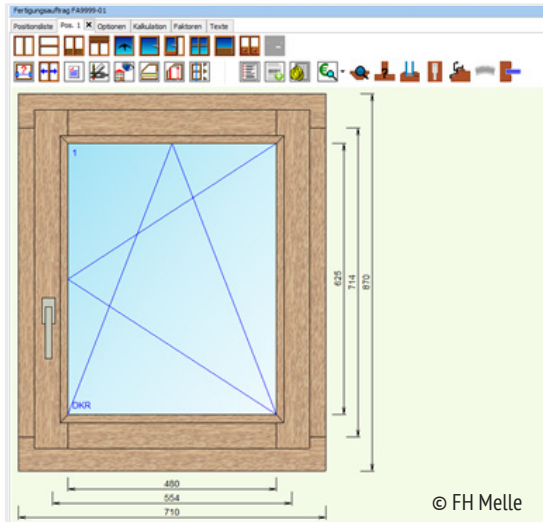 Fertigungsauftrag FA9999-01
Positionsliste Pos. 1 Optionen Kalkulation Faktoren Texte
1
625
714
870
DKR
480
554
710
© FH Melle